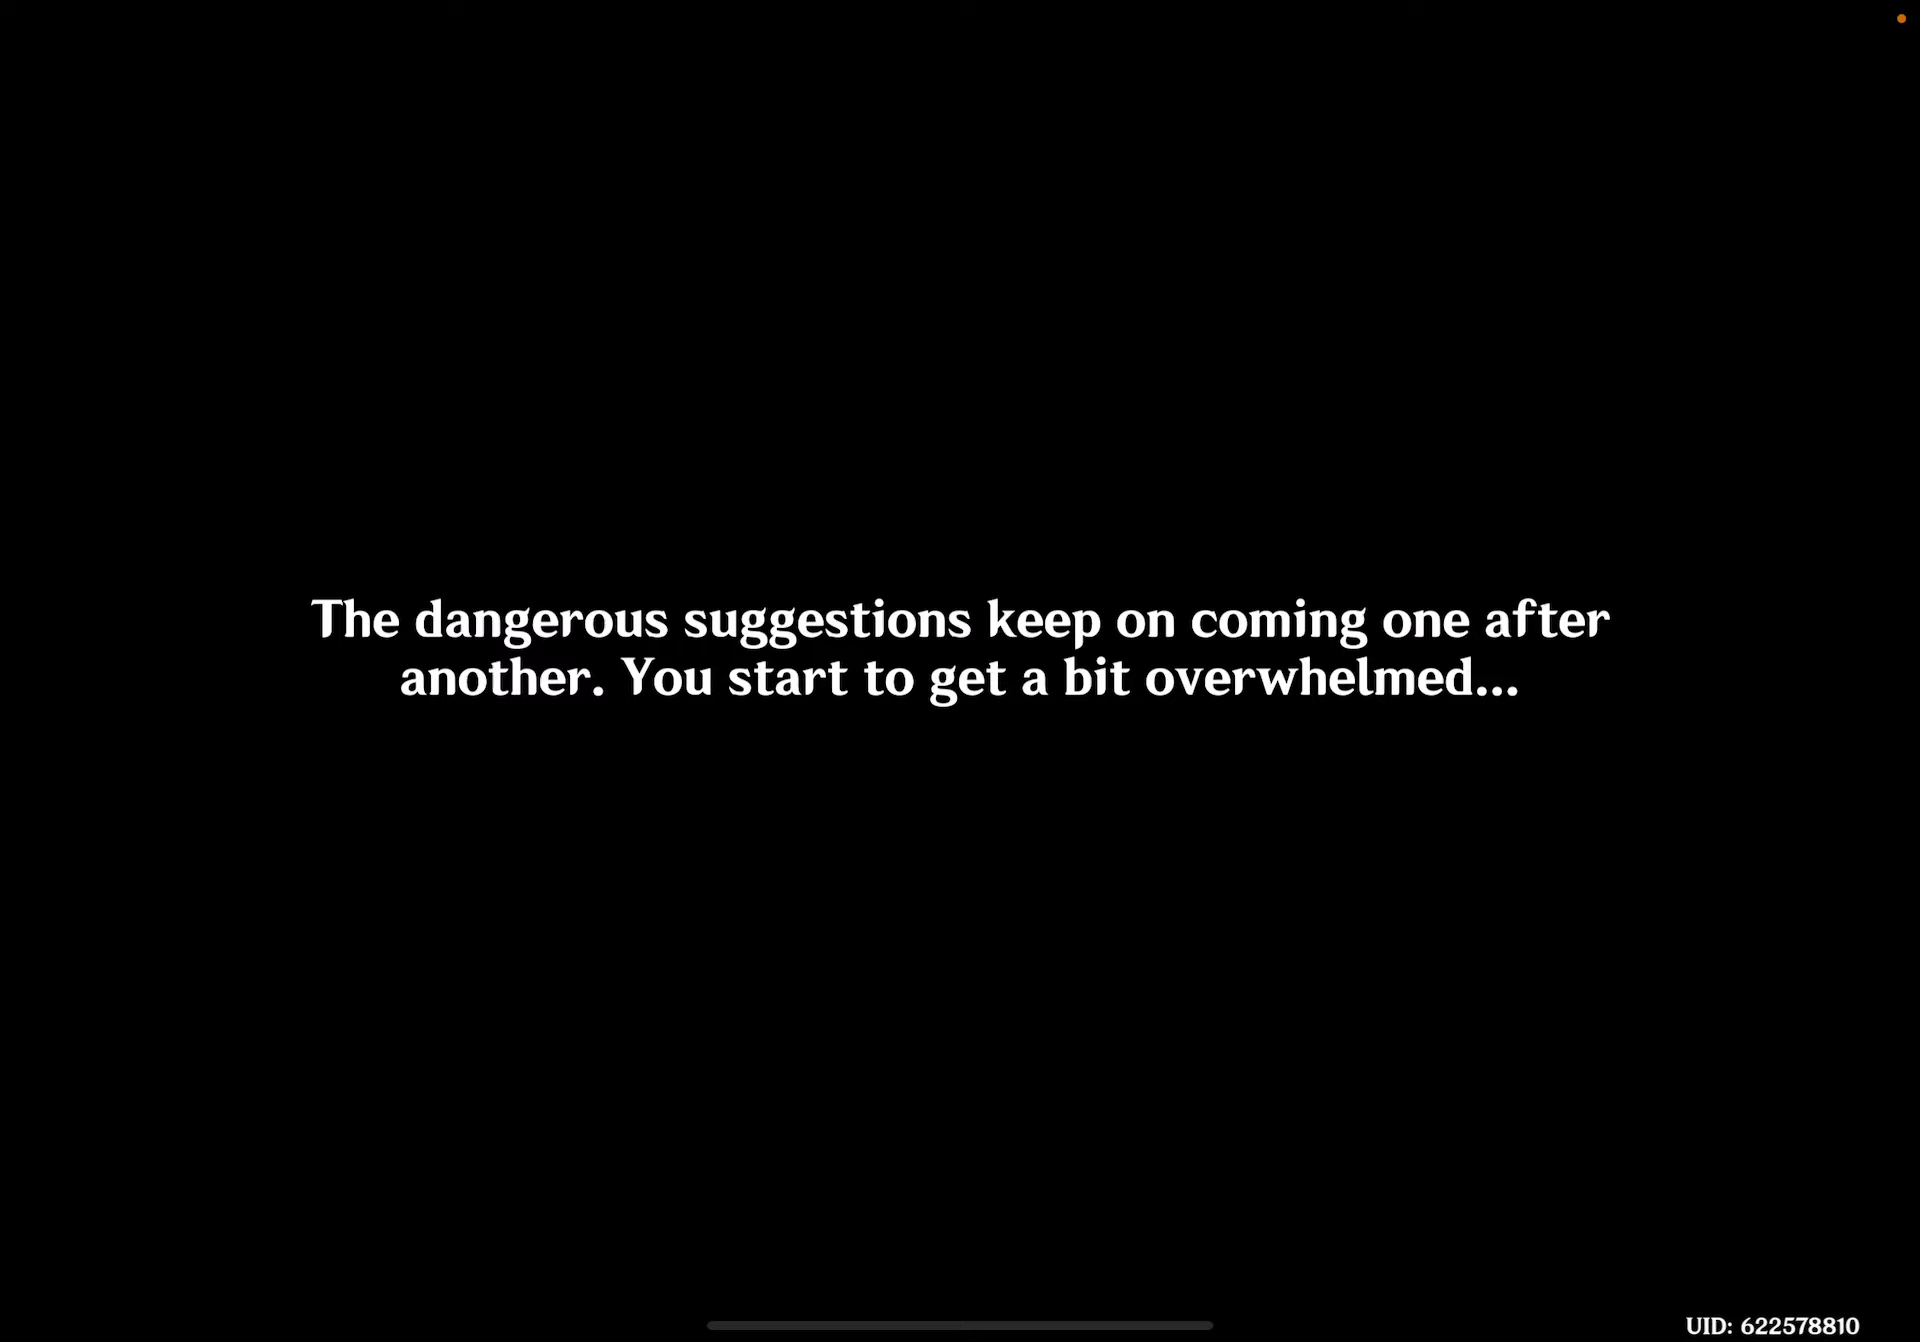 The dangerous suggestions keep on coming one after
another. You start to get a bit overwhelmed...
UID: 622578810